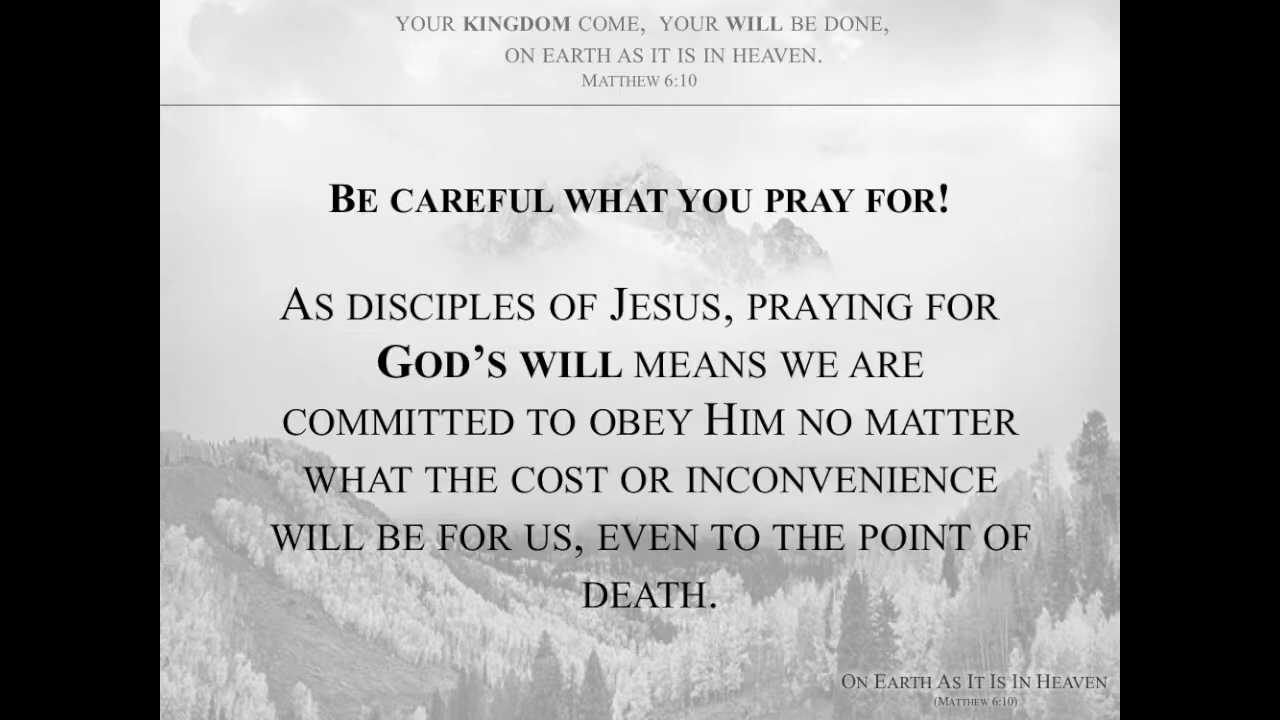 YOUR KINGDOM COME, YOUR WILL BE DONE,
ON EARTH AS IT IS IN HEAVEN.
MATTHEW 6:10
BE CAREFUL WHAT YOU PRAY FOR!
AS DISCIPLES OF JESUS, PRAYING FOR
GOD’S WILL MEANS WE ARE
COMMITTED TO OBEY HIM NO MATTER
WHAT THE COST OR INCONVENIENCE
WILL BE FOR US, EVEN TO THE POINT OF
DEATH.
ON EARTH AS IT IS IN HEAVEN
(MATTHEW 6:10)